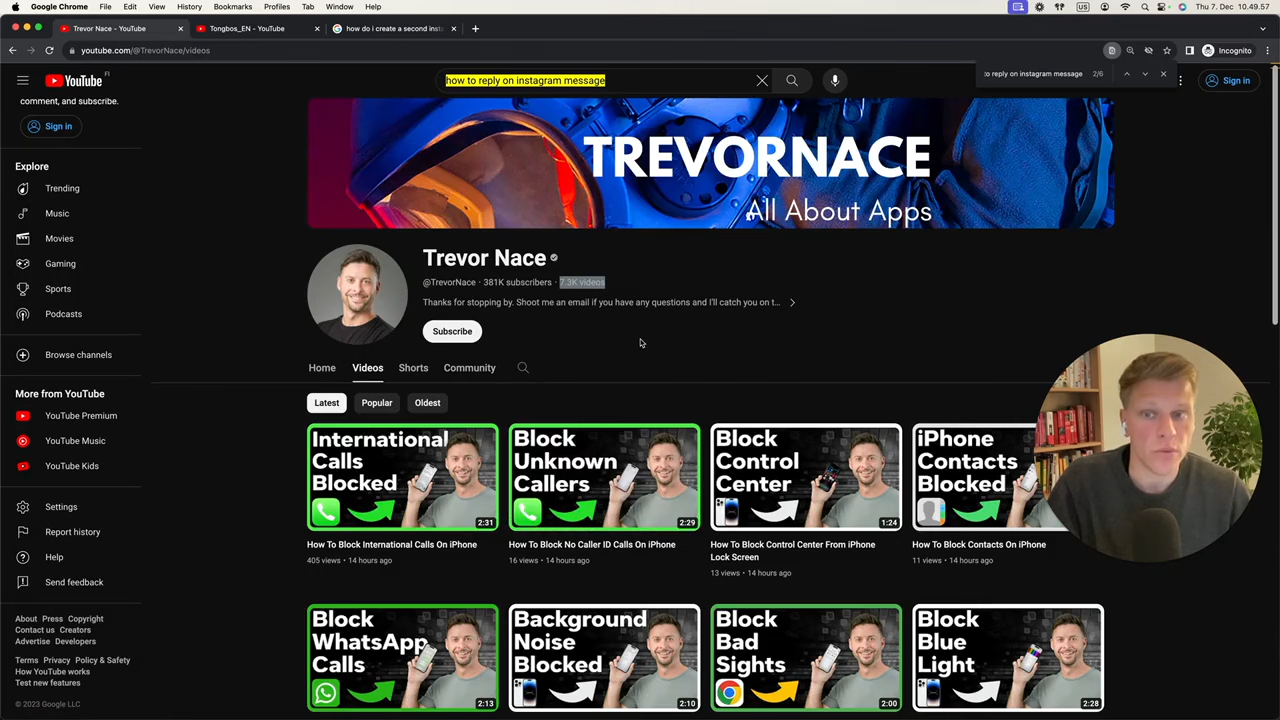 Google Chrome File Edit View History Bookmarks Profiles Tab Window Help US Thu 7. Dec 10.49.57
Trevor Nace - YouTube Tongbos_EN - YouTube how do i create a second insta
youtube.com/@TrevorNace/videos Incognito
YouTube FI
how to reply on instagram message
:o reply on instagram message 2/6
Sign in
comment, and subscribe.
Sign in
Explore
Trending
Music
Movies
Gaming
Sports
Podcasts
Browse channels
More from YouTube
YouTube Premium
YouTube Music
YouTube Kids
Settings
Report history
Help
Send feedback
About Press Copyright
Contact us Creators
Advertise Developers
Terms Privacy Policy & Safety
How YouTube works
Test new features
© 2023 Google LLC
TREVORNACE
All About Apps
Trevor Nace
@TrevorNace · 381K subscribers · 7.3K videos
Thanks for stopping by. Shoot me an email if you have any questions and I'll catch you on t...
Subscribe
Home Videos Shorts Community
Latest Popular Oldest
International
Calls
Blocked
2:31
How To Block International Calls On iPhone
405 views · 14 hours ago
Block
Unknown
Callers
2:29
How To Block No Caller ID Calls On iPhone
16 views · 14 hours ago
Block
Control
Center
1:24
How To Block Control Center From iPhone
Lock Screen
13 views · 14 hours ago
iPhone
Contacts
Blocked
How To Block Contacts On iPhone
11 views · 14 hours ago
Block
WhatsApp
Calls
2:13
Background
Noise
Blocked
2:10
Block
Bad
Sights
2:00
Block
Blue
Light
2:28